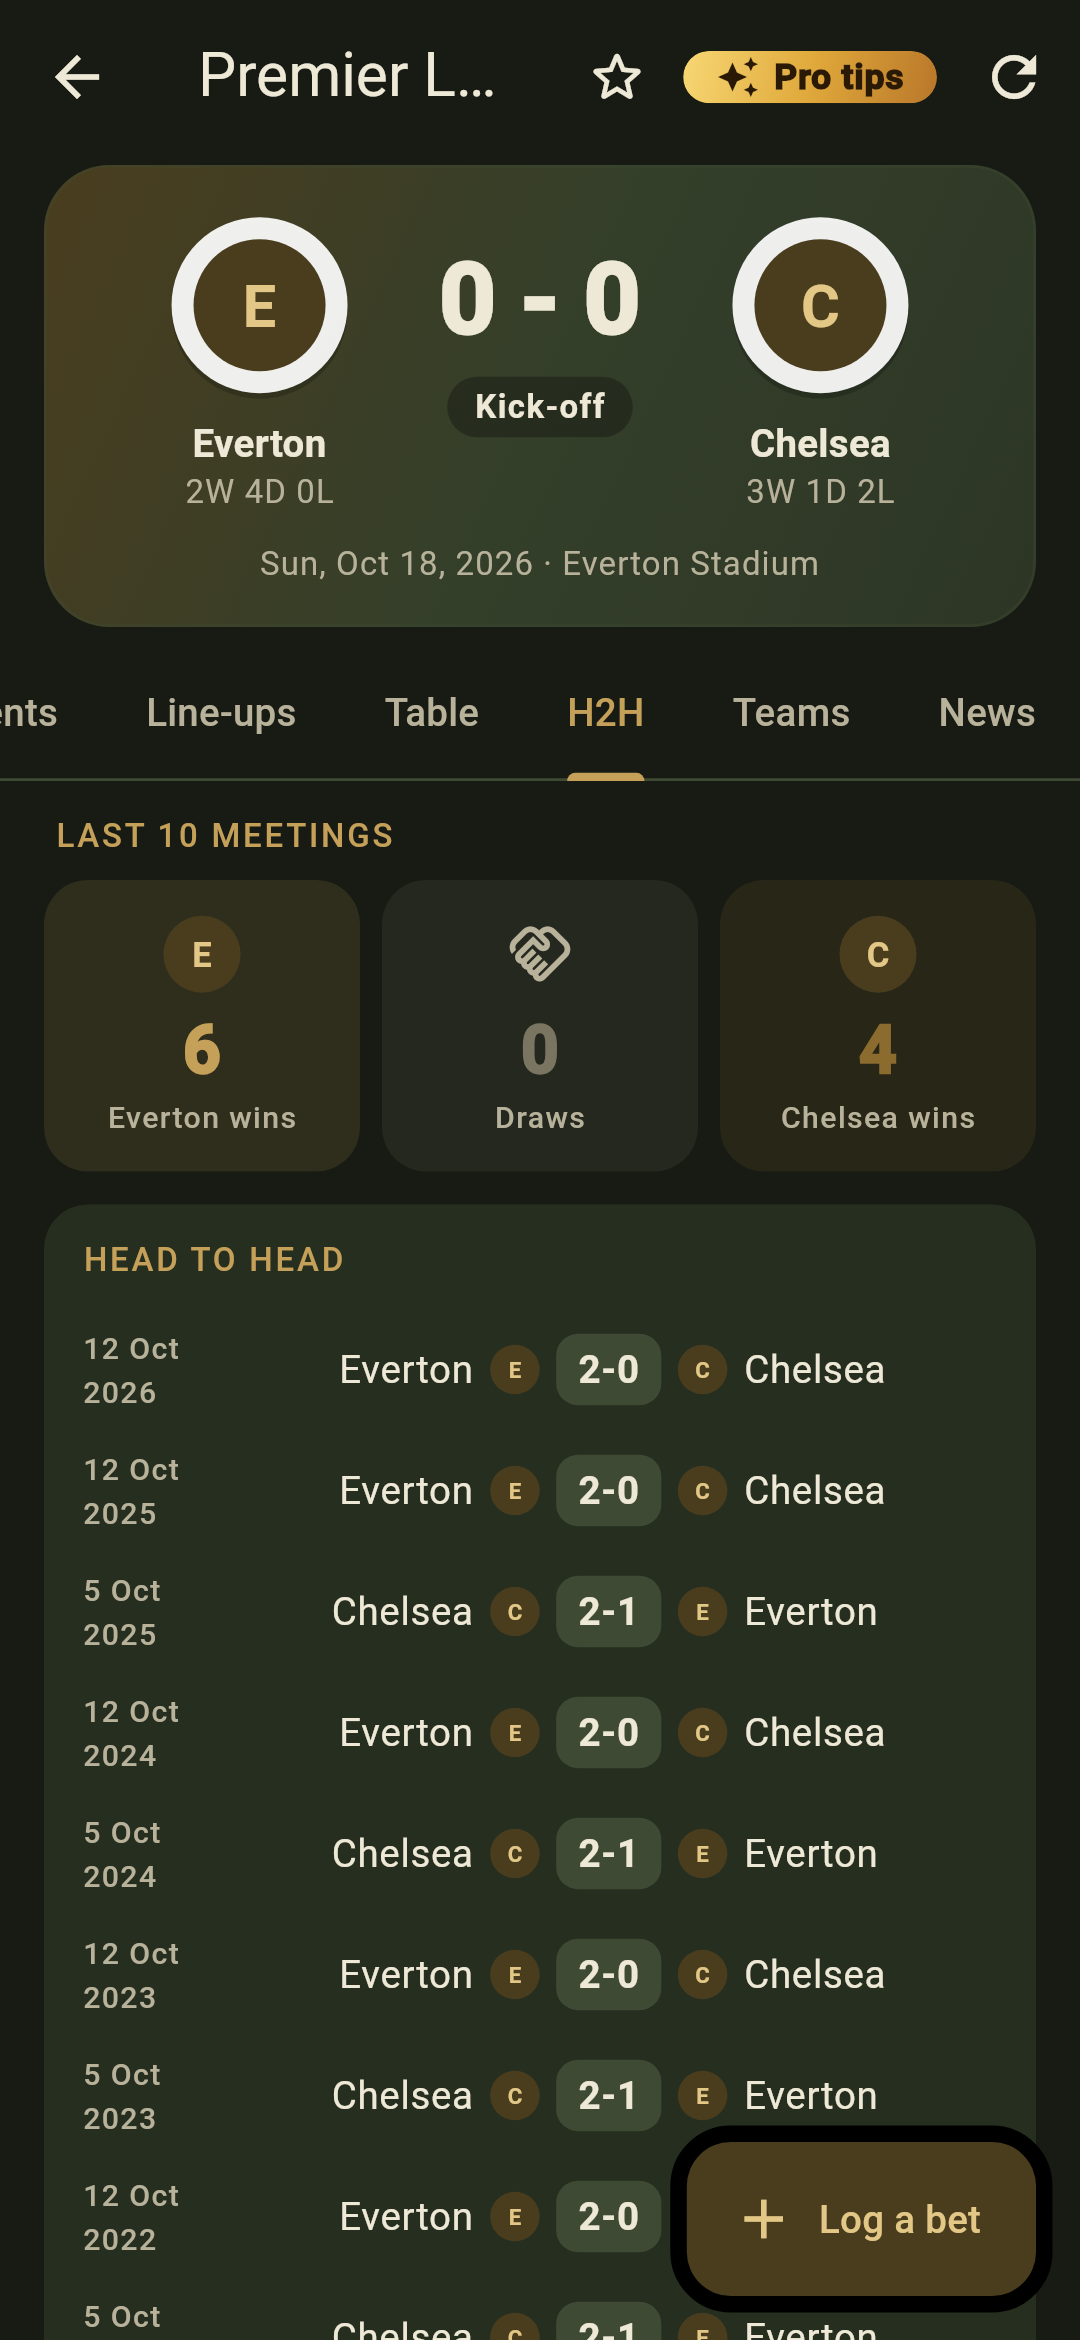 Premier L…
Pro tips
E
0 - 0
C
Kick-off
Everton
Chelsea
2W 4D 0L
3W 1D 2L
Sun, Oct 18, 2026 · Everton Stadium
ents
Line-ups
Table
H2H
Teams
News
LAST 10 MEETINGS
E
C
6
0
4
Everton wins
Draws
Chelsea wins
HEAD TO HEAD
12 Oct
2026
Everton E 2-0 C Chelsea
12 Oct
2025
Everton E 2-0 C Chelsea
5 Oct
2025
Chelsea C 2-1 E Everton
12 Oct
2024
Everton E 2-0 C Chelsea
5 Oct
2024
Chelsea C 2-1 E Everton
12 Oct
2023
Everton E 2-0 C Chelsea
5 Oct
2023
Chelsea C 2-1 E Everton
12 Oct
2022
Everton E 2-0
Log a bet
5 Oct
Chelsea C 2-1 E Everton